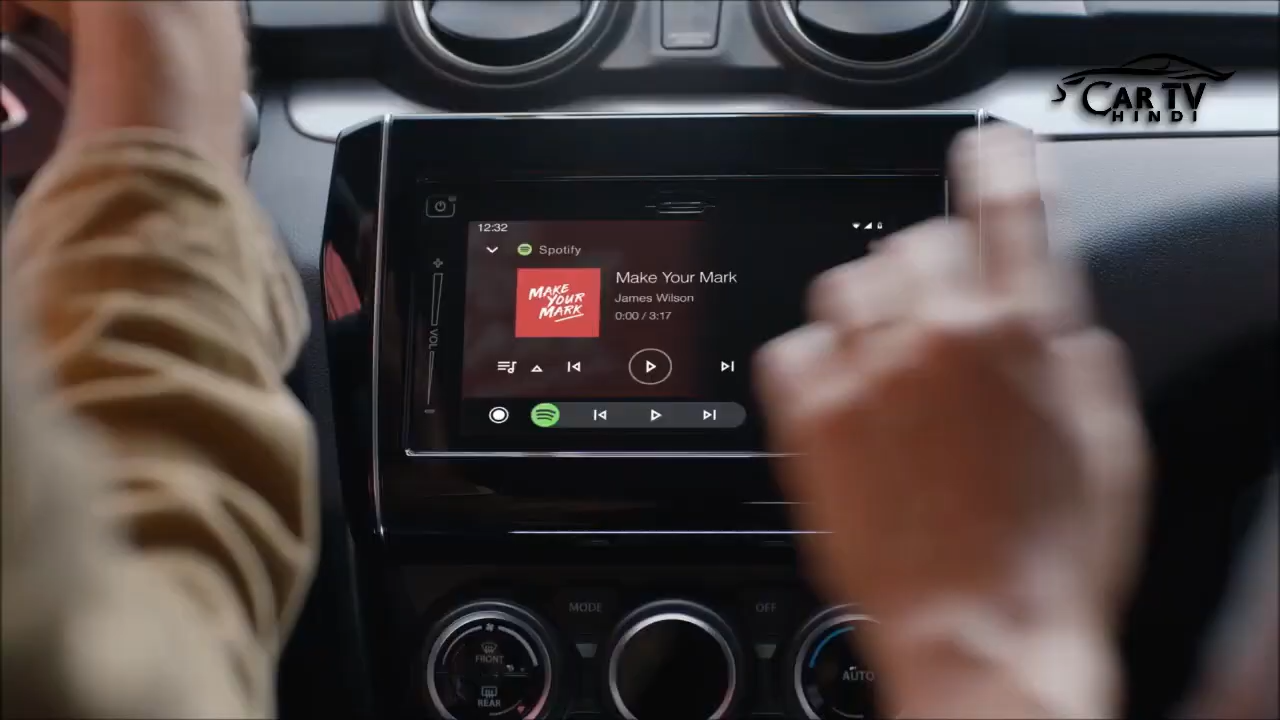 CAR TV
HINDI
12:32
Spotify
MAKE
YOUR
MARK
Make Your Mark
James Wilson
0:00 / 3:17
VOL
MODE
OFF
FRONT
REAR
AUTO